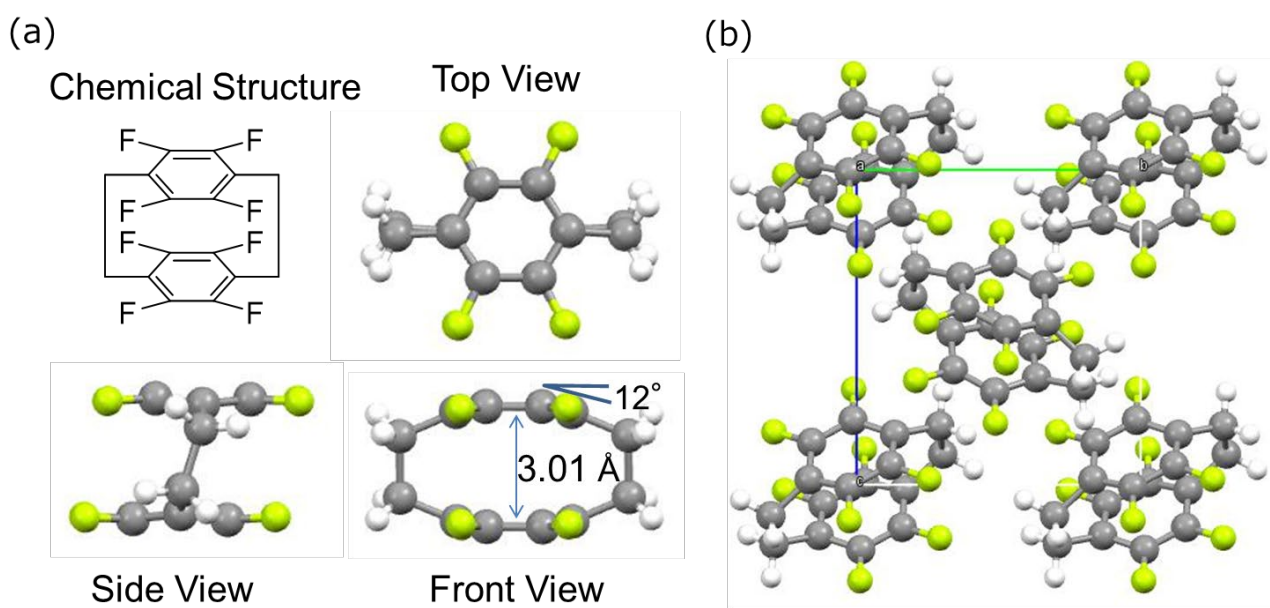 (a)
(b)
Chemical Structure
Top View
F F
F F
F F
F F
12°
3.01 Å
Side View
Front View
a
b
c